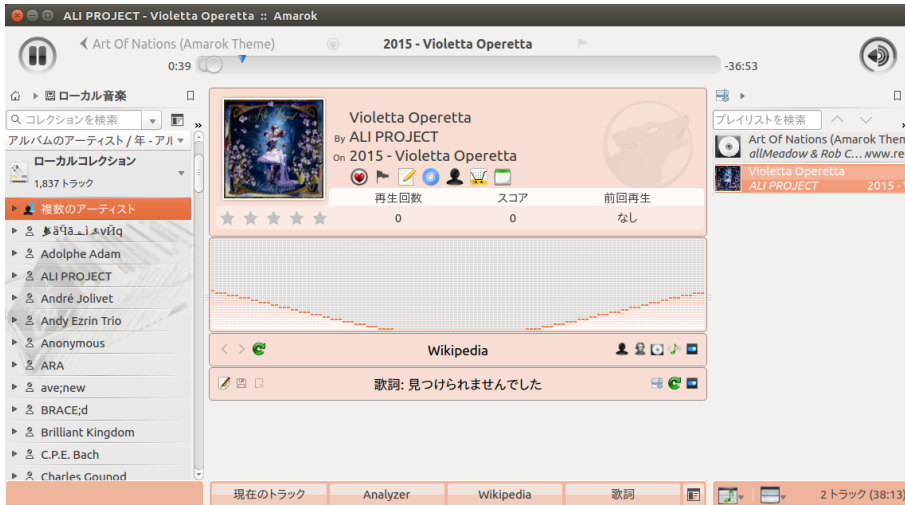 ALI PROJECT - Violetta Operetta :: Amarok
Art Of Nations (Amarok Theme)
2015 - Violetta Operetta
0:39
-36:53
ローカル音楽
コレクションを検索
アルバムのアーティスト / 年 - アル
ローカルコレクション
1,837 トラック
複数のアーティスト
Adolphe Adam
ALI PROJECT
André Jolivet
Andy Ezrin Trio
Anonymous
ARA
ave;new
BRACE;d
Brilliant Kingdom
C.P.E. Bach
Charles Gounod
Violetta Operetta
By ALI PROJECT
On 2015 - Violetta Operetta
再生回数 スコア 前回再生
0 0 なし
Wikipedia
歌詞: 見つけられませんでした
現在のトラック
Analyzer
Wikipedia
歌詞
プレイリストを検索
Art Of Nations (Amarok Them
allMeadow & Rob C... www.re
Violetta Operetta
ALI PROJECT 2015 -
2 トラック (38:13)